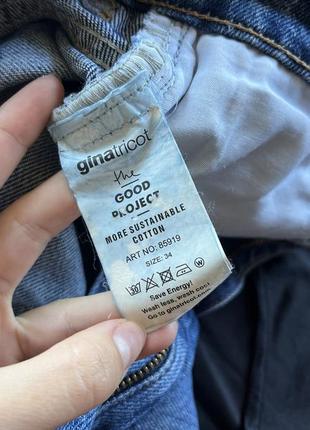 ginatricot
the
GOOD
PROJECT
MORE SUSTAINABLE
COTTON
ART NO: 85919
SIZE: 34
W
Save Energy!
Wash less, wash cool
Go to ginatricot.com/